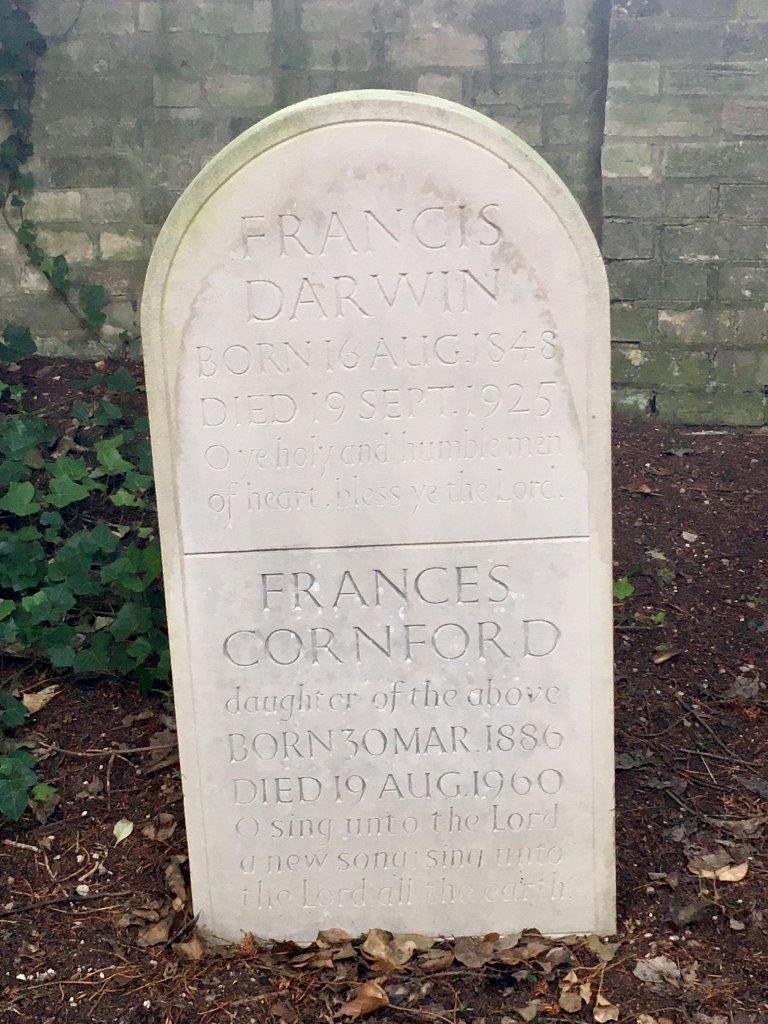 FRANCIS
DARWIN
BORN 16 AUG. 1848
DIED 19 SEPT. 1925
O ye holy and humble men
of heart, bless ye the Lord.
FRANCES
CORNFORD
daughter of the above
BORN 30 MAR. 1886
DIED 19 AUG. 1960
O sing unto the Lord
a new song: sing unto
the Lord all the earth.